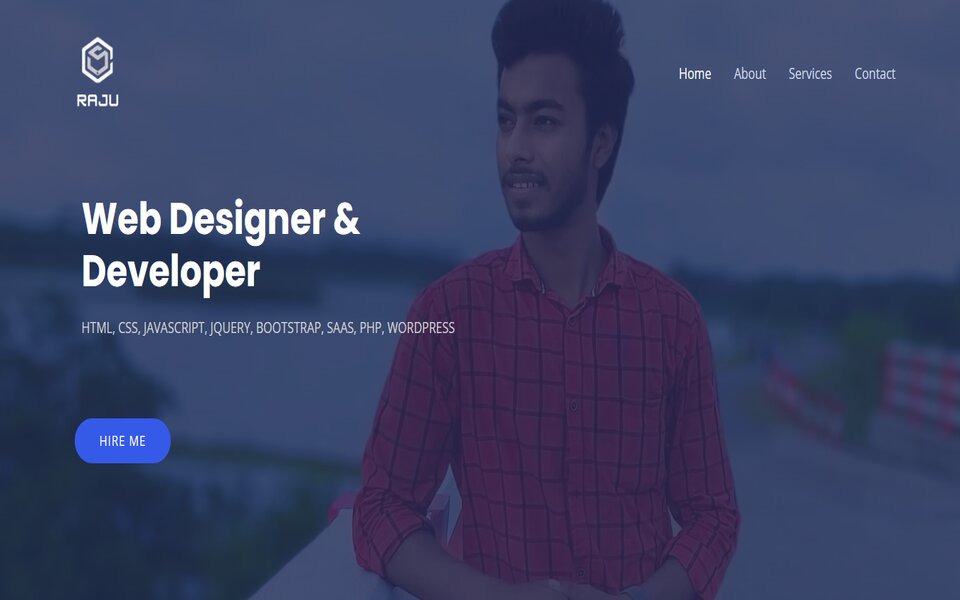 RAJU
Home About Services Contact
Web Designer &
Developer
HTML, CSS, JAVASCRIPT, JQUERY, BOOTSTRAP, SAAS, PHP, WORDPRESS
HIRE ME